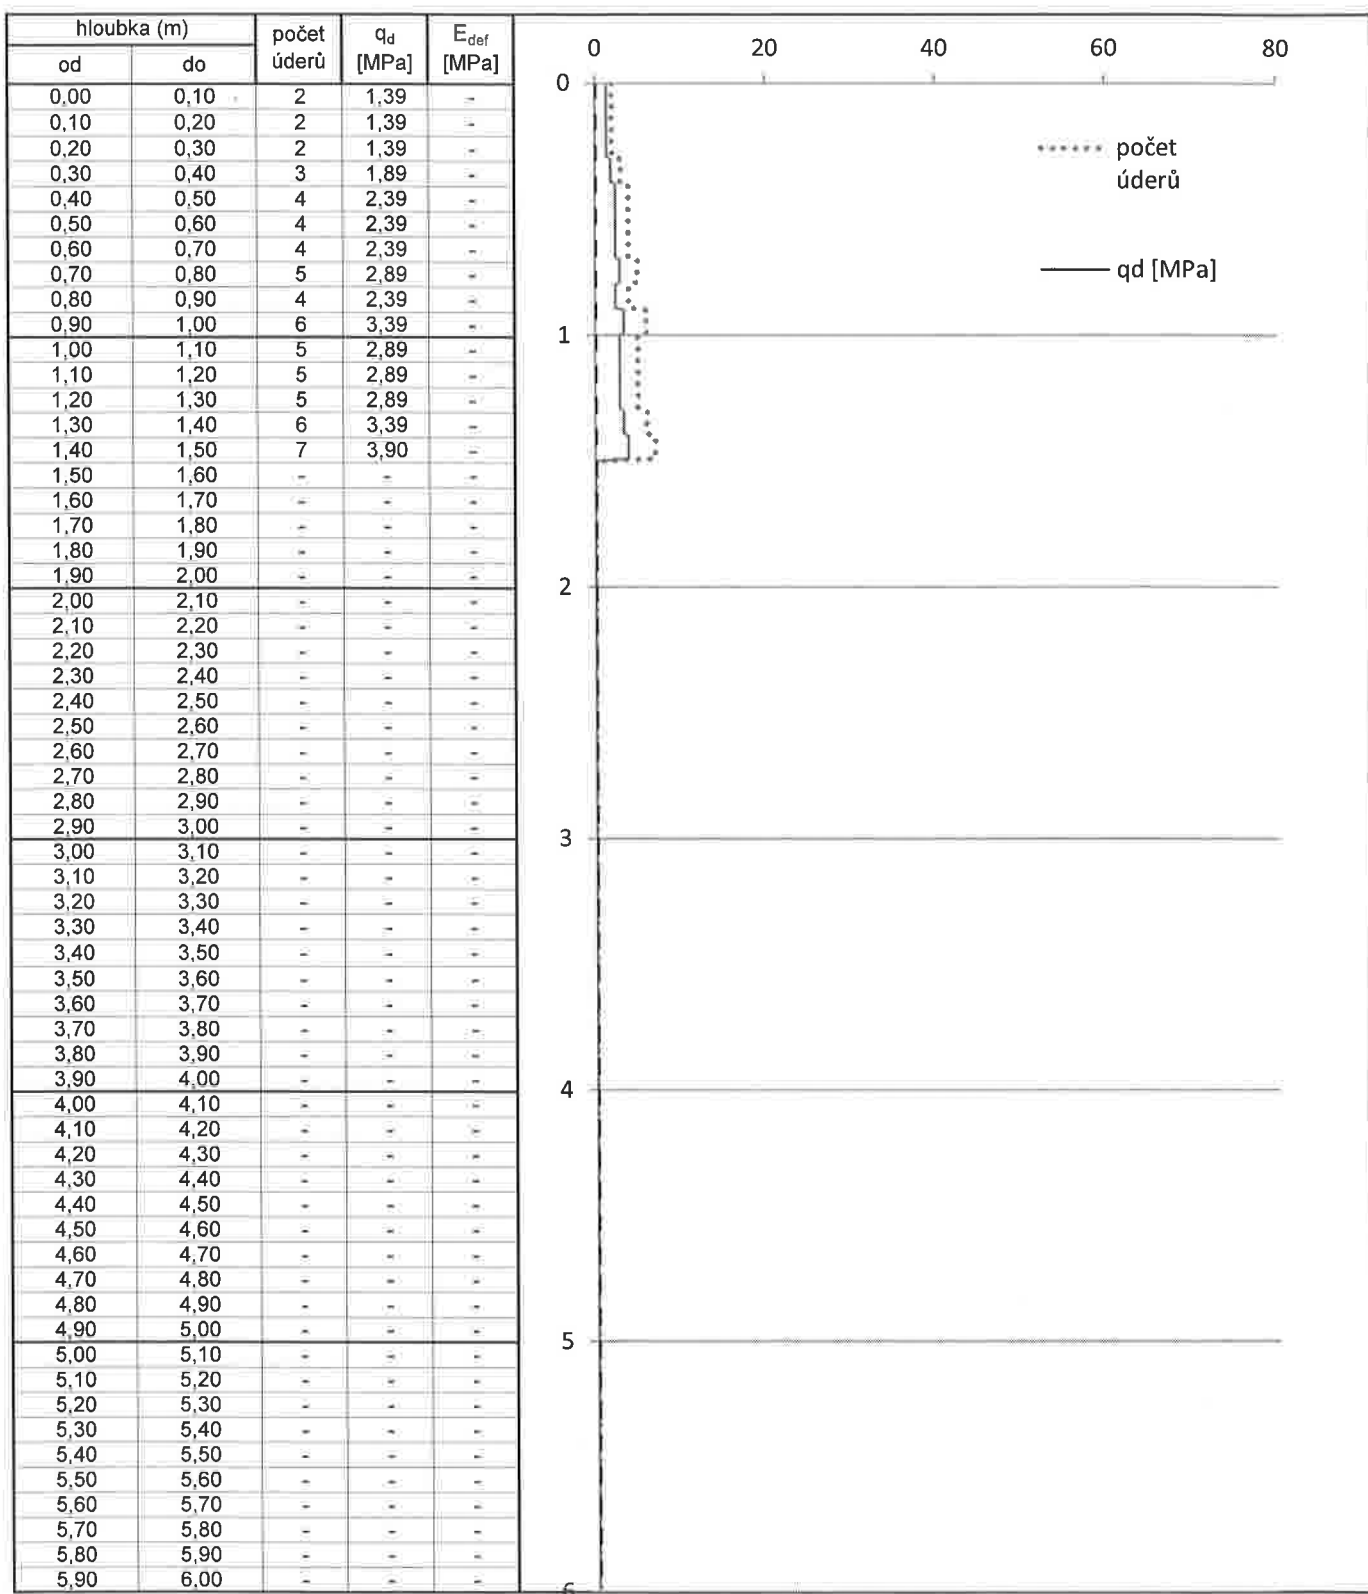 hloubka (m) počet úderů qd [MPa] Edef [MPa]
od do
0,00 0,10 2 1,39 -
0,10 0,20 2 1,39 -
0,20 0,30 2 1,39 -
0,30 0,40 3 1,89 -
0,40 0,50 4 2,39 -
0,50 0,60 4 2,39 -
0,60 0,70 4 2,39 -
0,70 0,80 5 2,89 -
0,80 0,90 4 2,39 -
0,90 1,00 6 3,39 -
1,00 1,10 5 2,89 -
1,10 1,20 5 2,89 -
1,20 1,30 5 2,89 -
1,30 1,40 6 3,39 -
1,40 1,50 7 3,90 -
1,50 1,60 - - -
1,60 1,70 - - -
1,70 1,80 - - -
1,80 1,90 - - -
1,90 2,00 - - -
2,00 2,10 - - -
2,10 2,20 - - -
2,20 2,30 - - -
2,30 2,40 - - -
2,40 2,50 - - -
2,50 2,60 - - -
2,60 2,70 - - -
2,70 2,80 - - -
2,80 2,90 - - -
2,90 3,00 - - -
3,00 3,10 - - -
3,10 3,20 - - -
3,20 3,30 - - -
3,30 3,40 - - -
3,40 3,50 - - -
3,50 3,60 - - -
3,60 3,70 - - -
3,70 3,80 - - -
3,80 3,90 - - -
3,90 4,00 - - -
4,00 4,10 - - -
4,10 4,20 - - -
4,20 4,30 - - -
4,30 4,40 - - -
4,40 4,50 - - -
4,50 4,60 - - -
4,60 4,70 - - -
4,70 4,80 - - -
4,80 4,90 - - -
4,90 5,00 - - -
5,00 5,10 - - -
5,10 5,20 - - -
5,20 5,30 - - -
5,30 5,40 - - -
5,40 5,50 - - -
5,50 5,60 - - -
5,60 5,70 - - -
5,70 5,80 - - -
5,80 5,90 - - -
5,90 6,00 - - -
0 20 40 60 80
0
počet
úderů
qd [MPa]
1
2
3
4
5
6